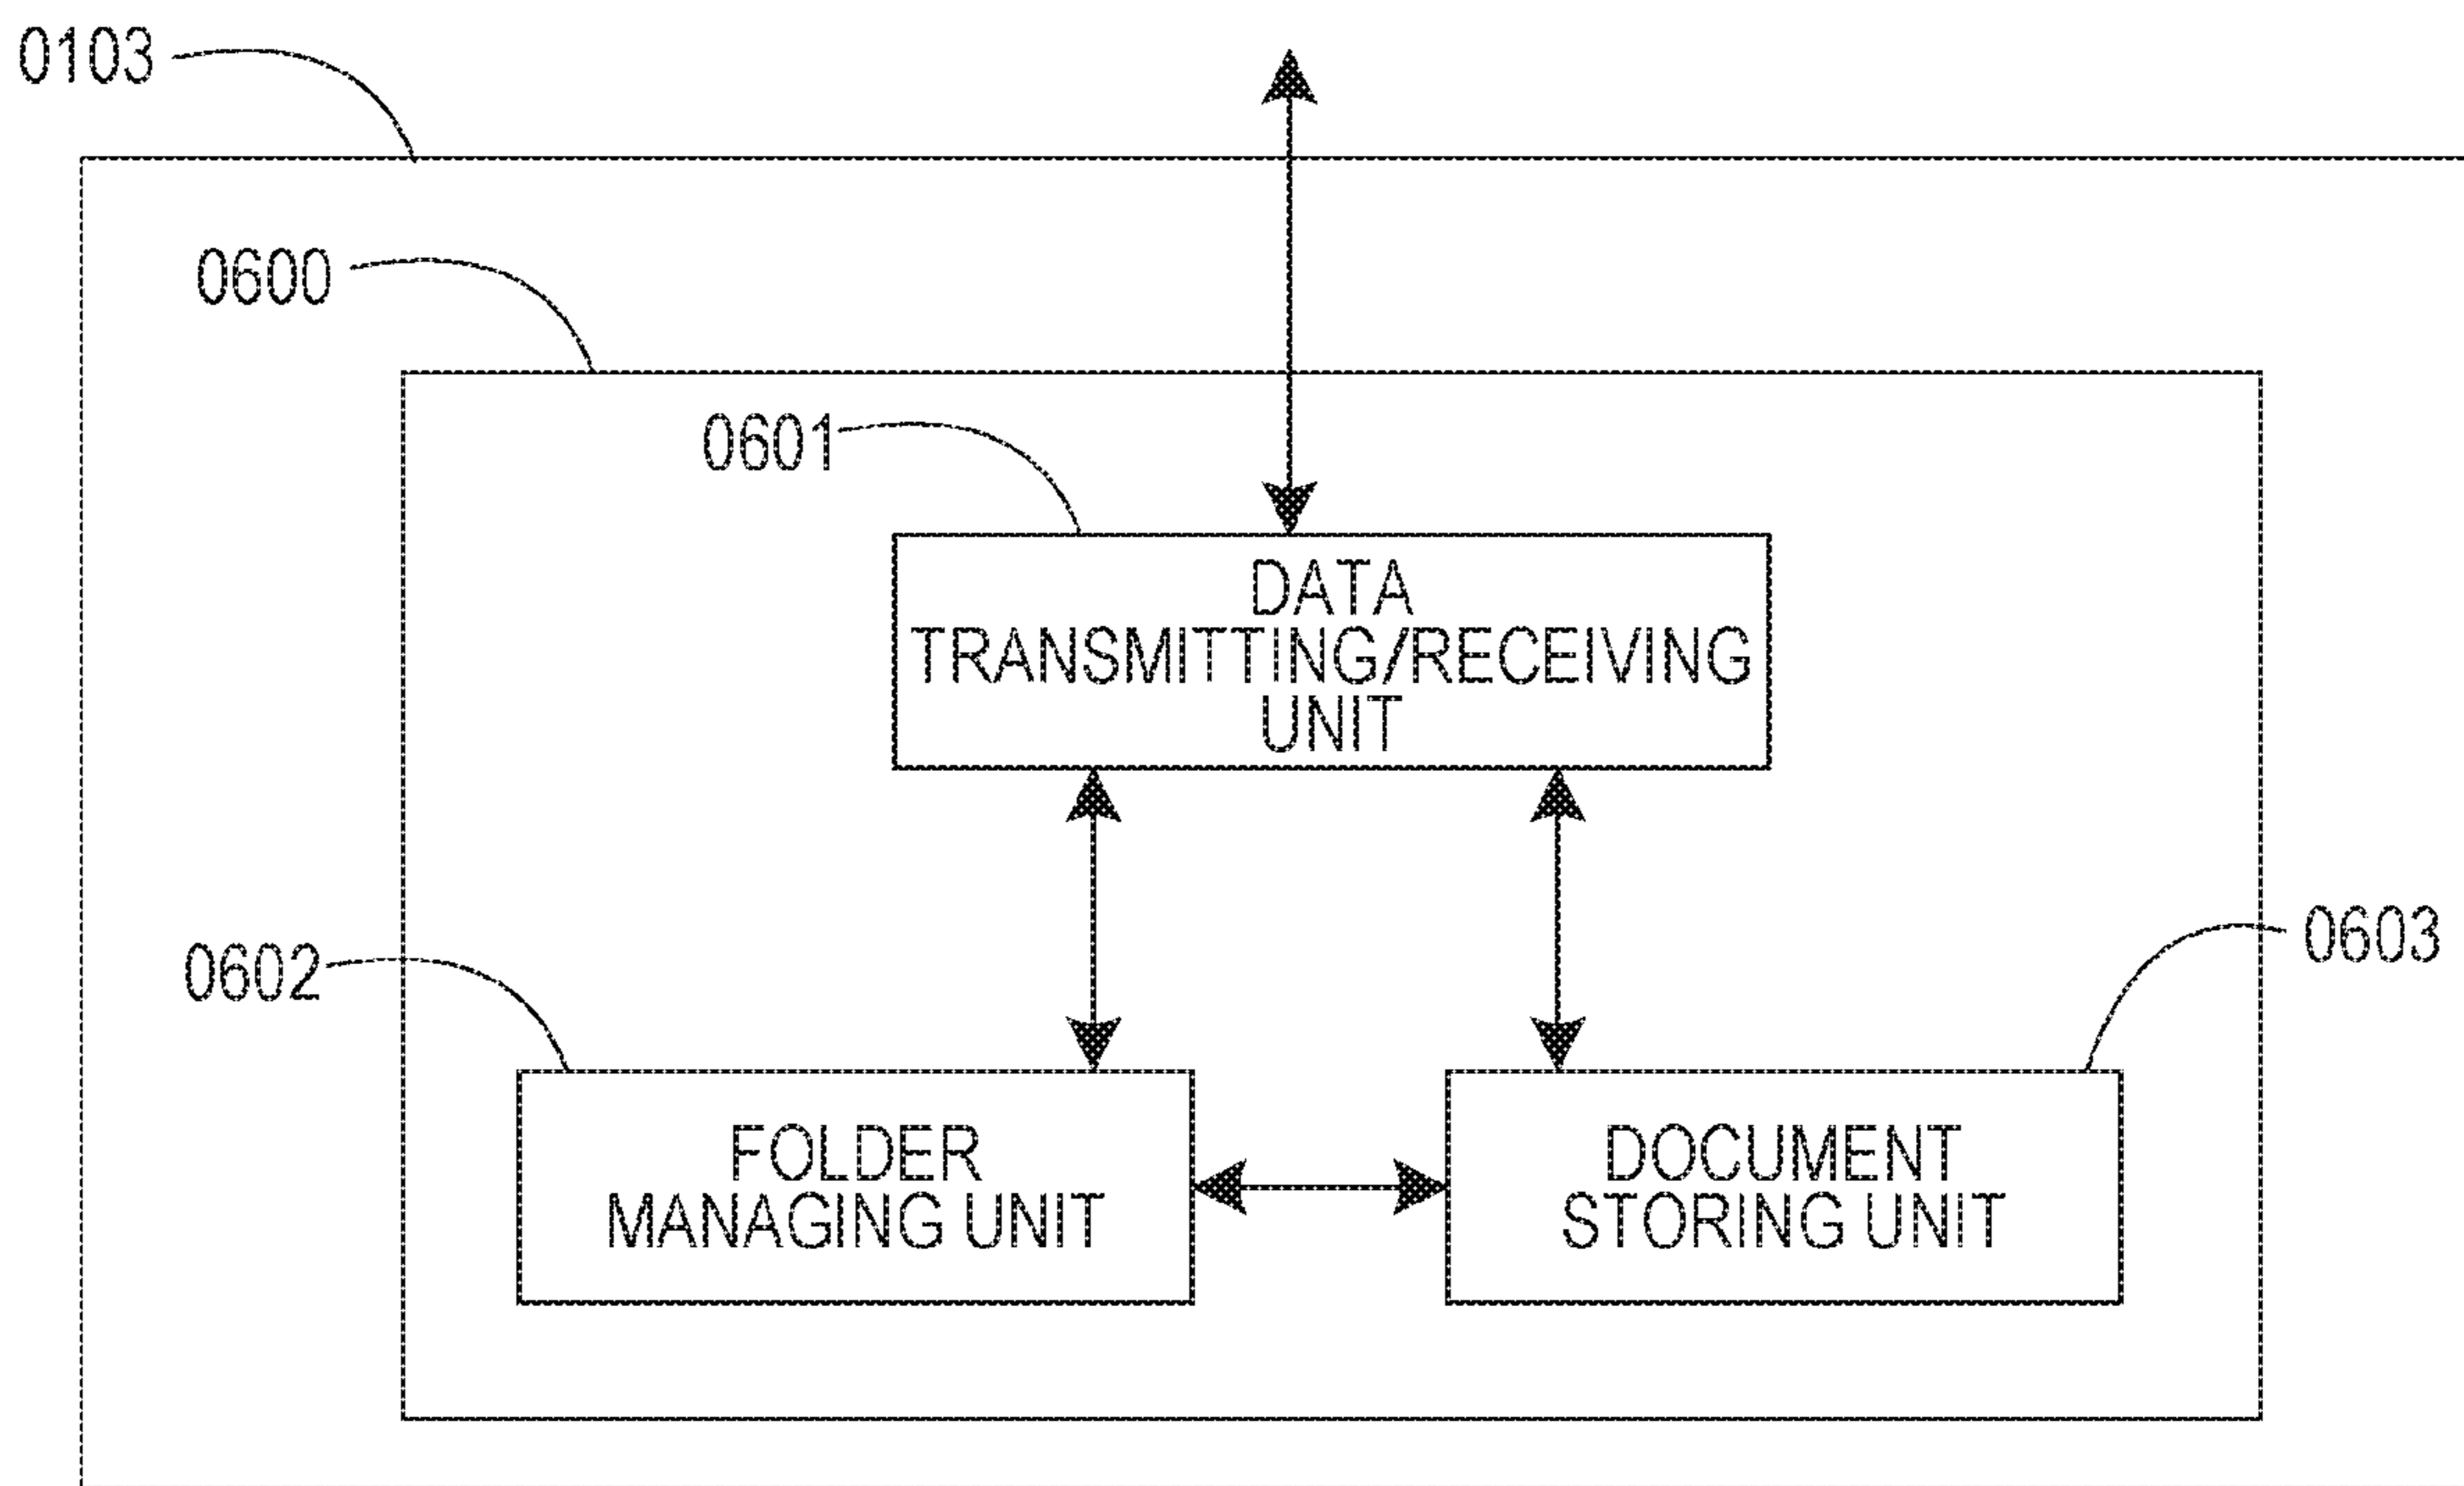 0103
0600
0601
DATA
TRANSMITTING/RECEIVING
UNIT
0602
0603
FOLDER
MANAGING UNIT
DOCUMENT
STORING UNIT